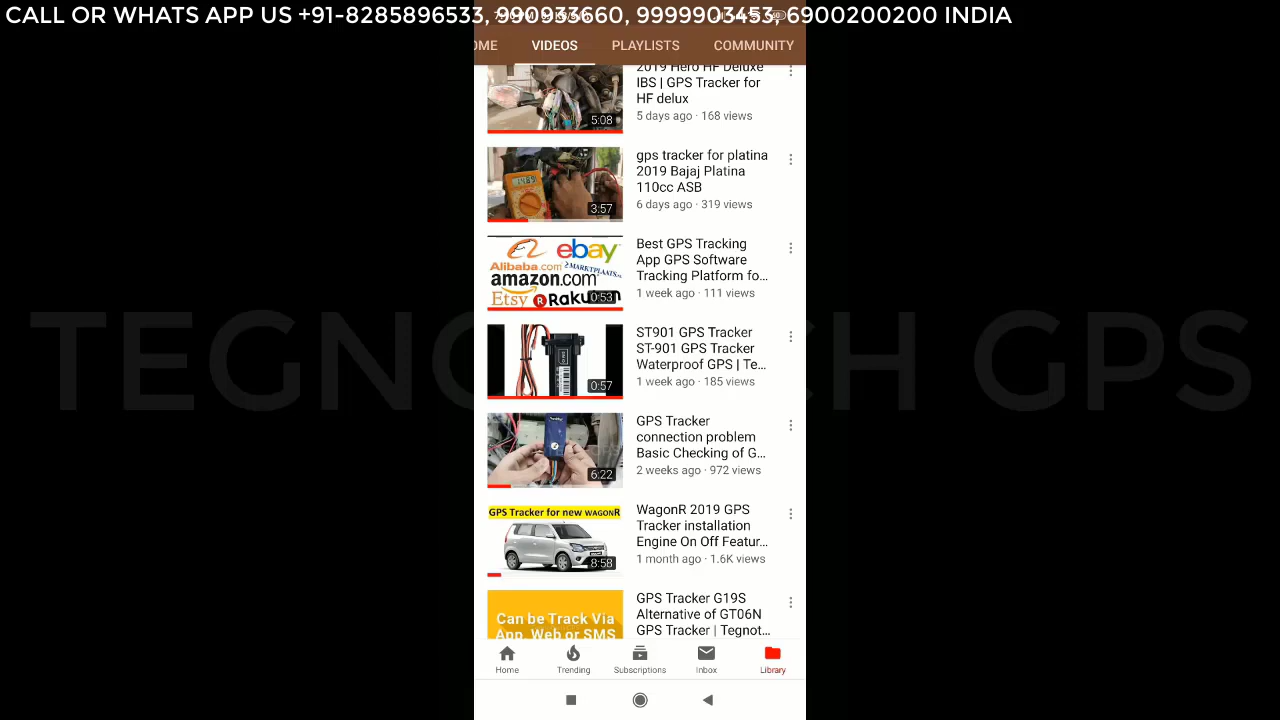 CALL OR WHATS APP US +91-8285896533, 990933660, 9999903453, 6900200200 INDIA
OME VIDEOS PLAYLISTS COMMUNITY
2019 Hero HF Deluxe
IBS | GPS Tracker for
HF delux
5:08
5 days ago · 168 views
gps tracker for platina
2019 Bajaj Platina
110cc ASB
3:57
6 days ago · 319 views
Best GPS Tracking
App GPS Software
Tracking Platform fo...
ebay
Alibaba.com
amazon.com
Etsy
0:53
1 week ago · 111 views
ST901 GPS Tracker
ST-901 GPS Tracker
Waterproof GPS | Te...
0:57
1 week ago · 185 views
GPS Tracker
connection problem
Basic Checking of G...
6:22
2 weeks ago · 972 views
GPS Tracker for new WAGONR
WagonR 2019 GPS
Tracker installation
Engine On Off Featur...
8:58
1 month ago · 1.6K views
GPS Tracker G19S
Alternative of GT06N
GPS Tracker | Tegnot...
Can be Track Via
App, Web or SMS
Home Trending Subscriptions Inbox Library